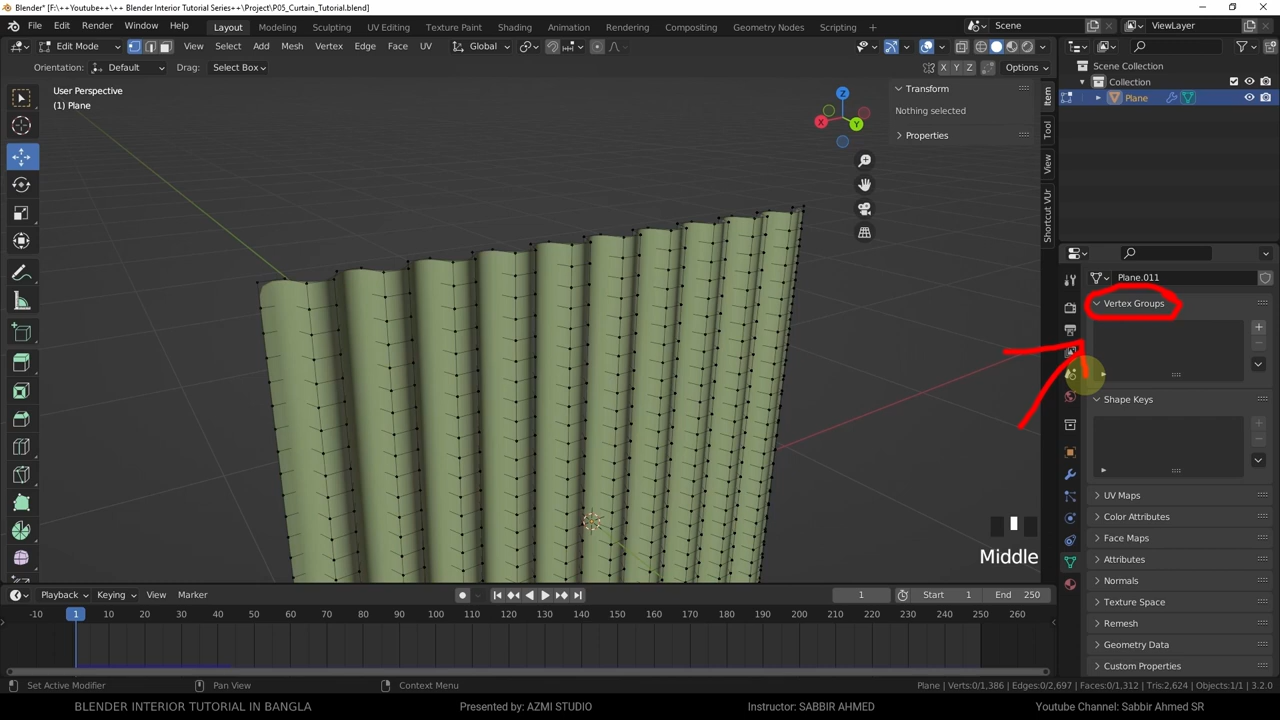 Blender* [F:\++Youtube++\++ Blender Interior Tutorial Series++\Project\P05_Curtain_Tutorial.blend]
File Edit Render Window Help Layout Modeling Sculpting UV Editing Texture Paint Shading Animation Rendering Compositing Geometry Nodes Scripting Scene ViewLayer
Edit Mode View Select Add Mesh Vertex Edge Face UV Global
Orientation: Default Drag: Select Box X Y Z Options
User Perspective
(1) Plane
Z
X
Y
Transform
Nothing selected
Properties
Item
Tool
View
Shortcut VUr
Scene Collection
Collection
Plane
Plane.011
Vertex Groups
Shape Keys
UV Maps
Color Attributes
Face Maps
Attributes
Normals
Texture Space
Remesh
Geometry Data
Custom Properties
Middle
Playback Keying View Marker 1 Start 1 End 250
-10 1 10 20 30 40 50 60 70 80 90 100 110 120 130 140 150 160 170 180 190 200 210 220 230 240 250 260
Set Active Modifier Pan View Context Menu Plane | Verts:0/1,386 | Edges:0/2,697 | Faces:0/1,312 | Tris:2,624 | Objects:1/1 | 3.2.0
BLENDER INTERIOR TUTORIAL IN BANGLA Presented by: AZMI STUDIO Instructor: SABBIR AHMED Youtube Channel: Sabbir Ahmed SR